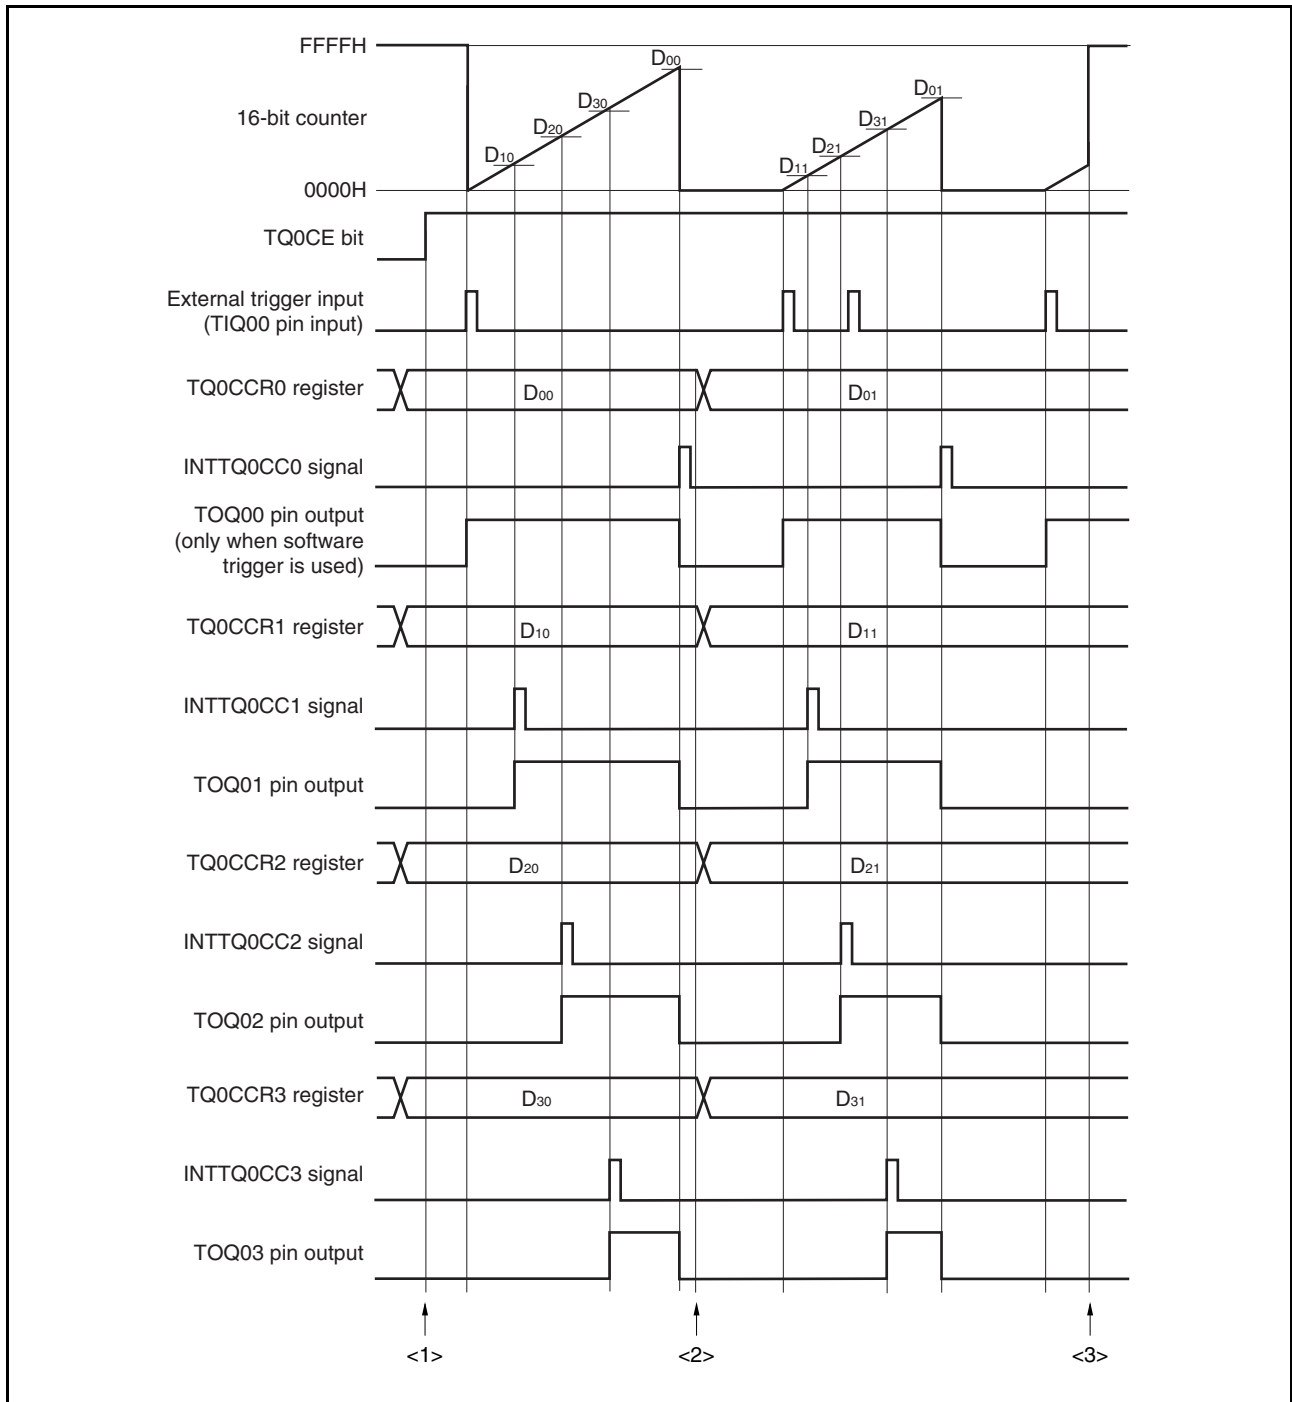 FFFFH
D00
D01
D30
D31
16-bit counter
D20
D21
D10
D11
0000H
TQ0CE bit
External trigger input
(TIQ00 pin input)
TQ0CCR0 register
D00
D01
INTTQ0CC0 signal
TOQ00 pin output
(only when software
trigger is used)
TQ0CCR1 register
D10
D11
INTTQ0CC1 signal
TOQ01 pin output
TQ0CCR2 register
D20
D21
INTTQ0CC2 signal
TOQ02 pin output
TQ0CCR3 register
D30
D31
INTTQ0CC3 signal
TOQ03 pin output
<1>
<2>
<3>